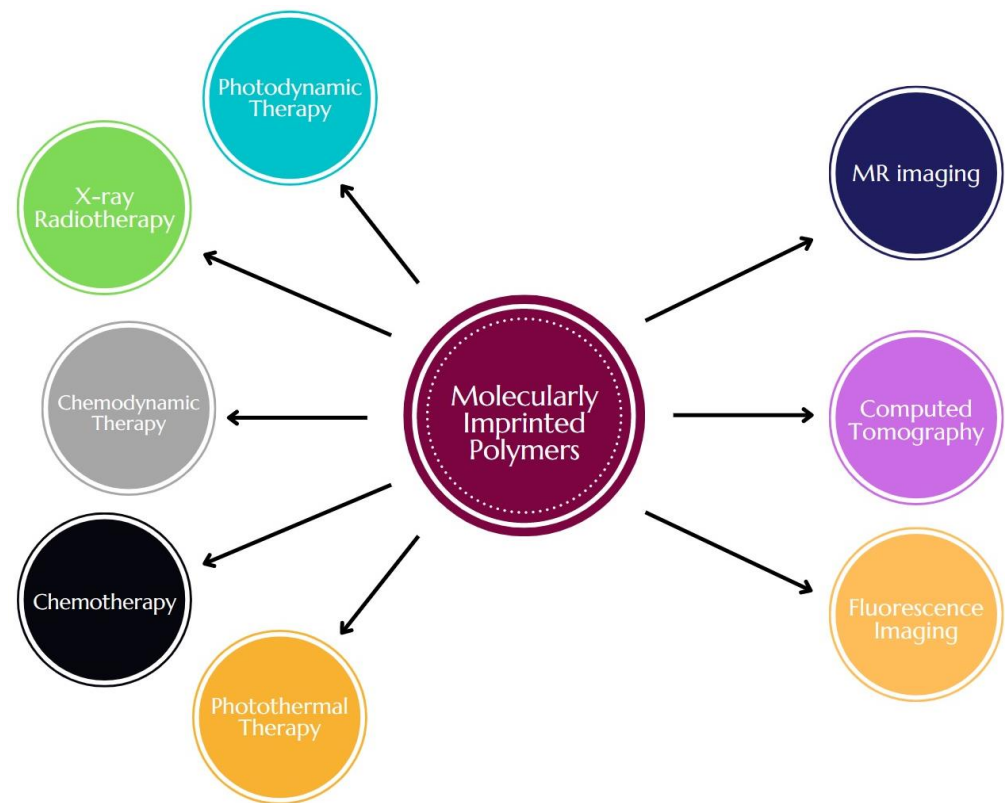 Photodynamic
Therapy
X-ray
Radiotherapy
Chemodynamic
Therapy
Chemotherapy
Photothermal
Therapy
Molecularly
Imprinted
Polymers
MR imaging
Computed
Tomography
Fluorescence
Imaging